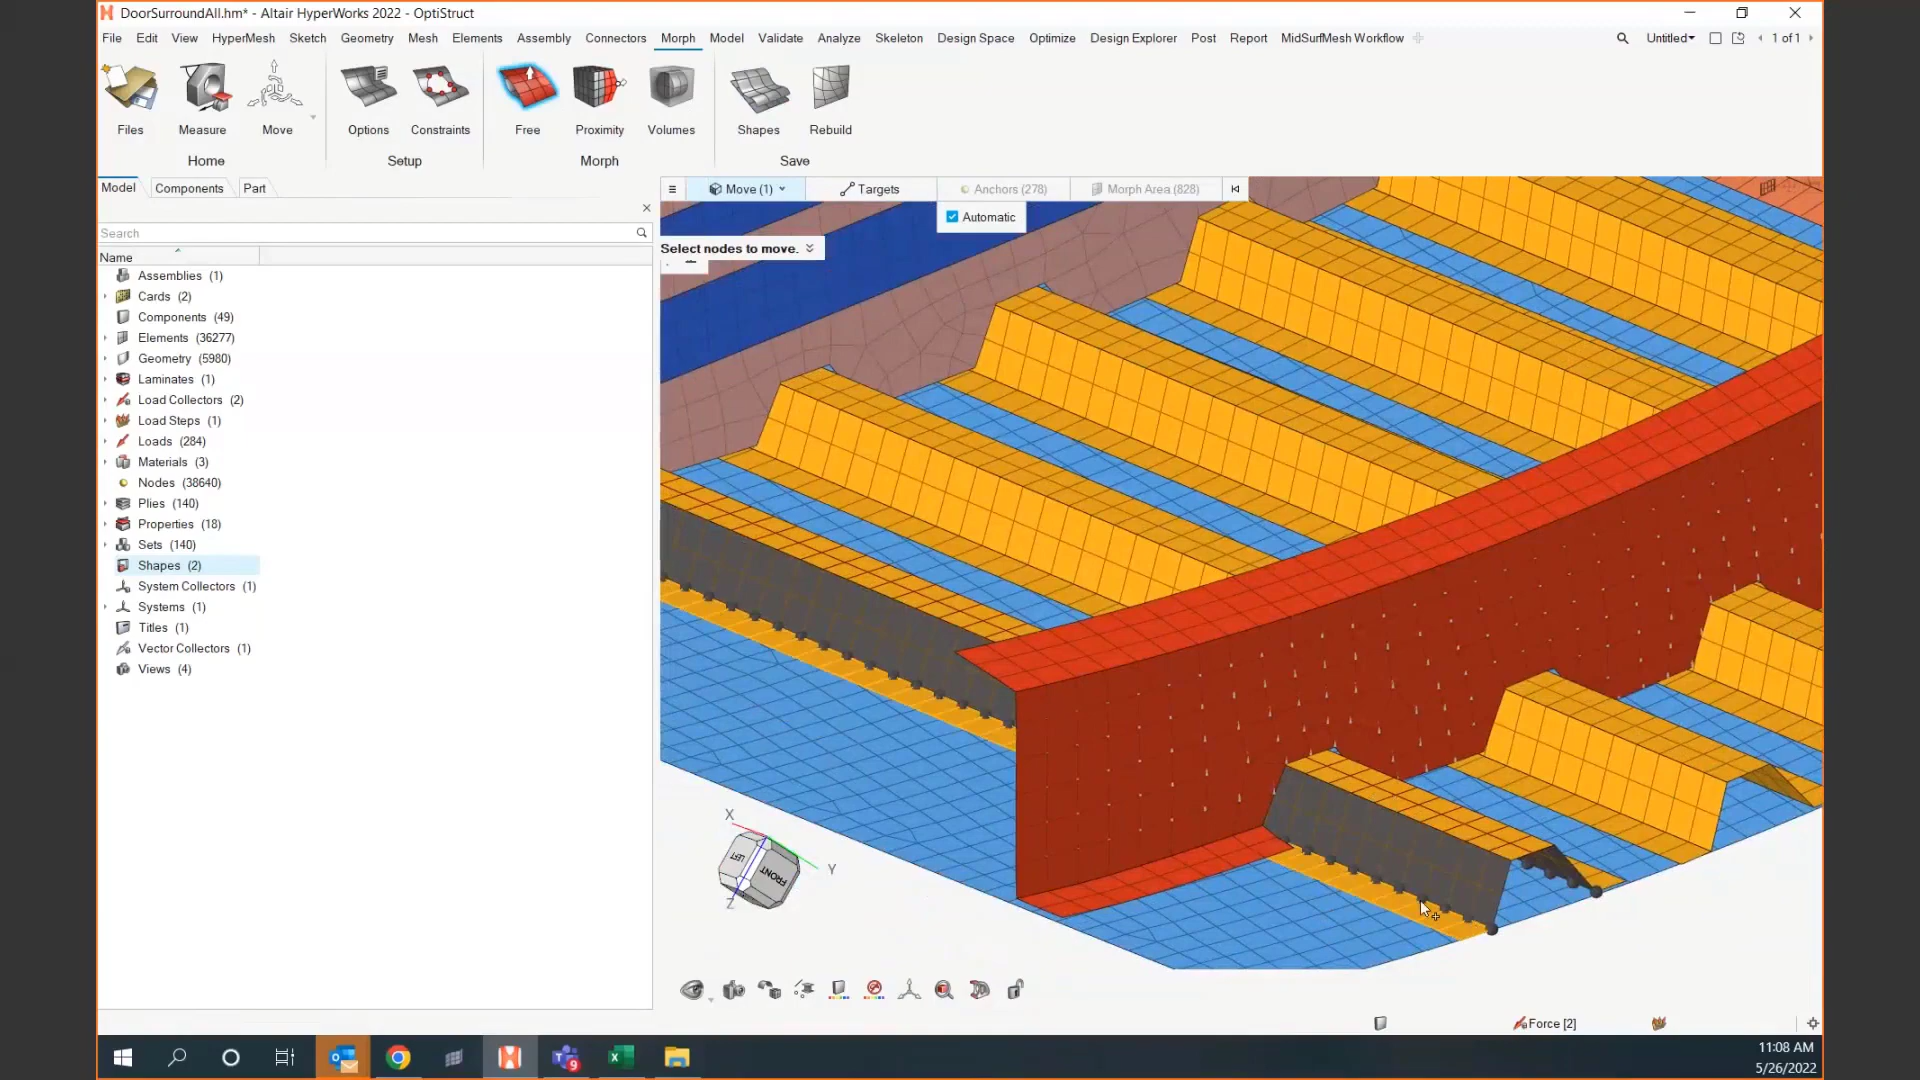 DoorSurroundAll.hm* - Altair HyperWorks 2022 - OptiStruct
File Edit View HyperMesh Sketch Geometry Mesh Elements Assembly Connectors Morph Model Validate Analyze Skeleton Design Space Optimize Design Explorer Post Report MidSurfMesh Workflow Untitled 1 of 1
Files Measure Move Options Constraints Free Proximity Volumes Shapes Rebuild
Home Setup Morph Save
Model Components Part
Move (1) Targets Anchors (278) Morph Area (828)
Automatic
Search
Select nodes to move.
Name
Assemblies (1)
Cards (2)
Components (49)
Elements (36277)
Geometry (5980)
Laminates (1)
Load Collectors (2)
Load Steps (1)
Loads (284)
Materials (3)
Nodes (38640)
Plies (140)
Properties (18)
Sets (140)
Shapes (2)
System Collectors (1)
Systems (1)
Titles (1)
Vector Collectors (1)
Views (4)
X
Y
LEFT
FRONT
Z
Force [2]
9
11:08 AM
5/26/2022